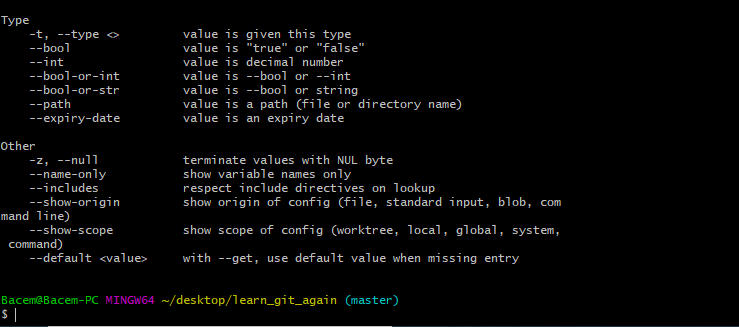 Type
    -t, --type <>         value is given this type
    --bool                value is "true" or "false"
    --int                 value is decimal number
    --bool-or-int         value is --bool or --int
    --bool-or-str         value is --bool or string
    --path                value is a path (file or directory name)
    --expiry-date         value is an expiry date
Other
    -z, --null            terminate values with NUL byte
    --name-only           show variable names only
    --includes            respect include directives on lookup
    --show-origin         show origin of config (file, standard input, blob, com
mand line)
    --show-scope          show scope of config (worktree, local, global, system,
 command)
    --default <value>     with --get, use default value when missing entry
Bacem@Bacem-PC MINGW64 ~/desktop/learn_git_again (master)
$